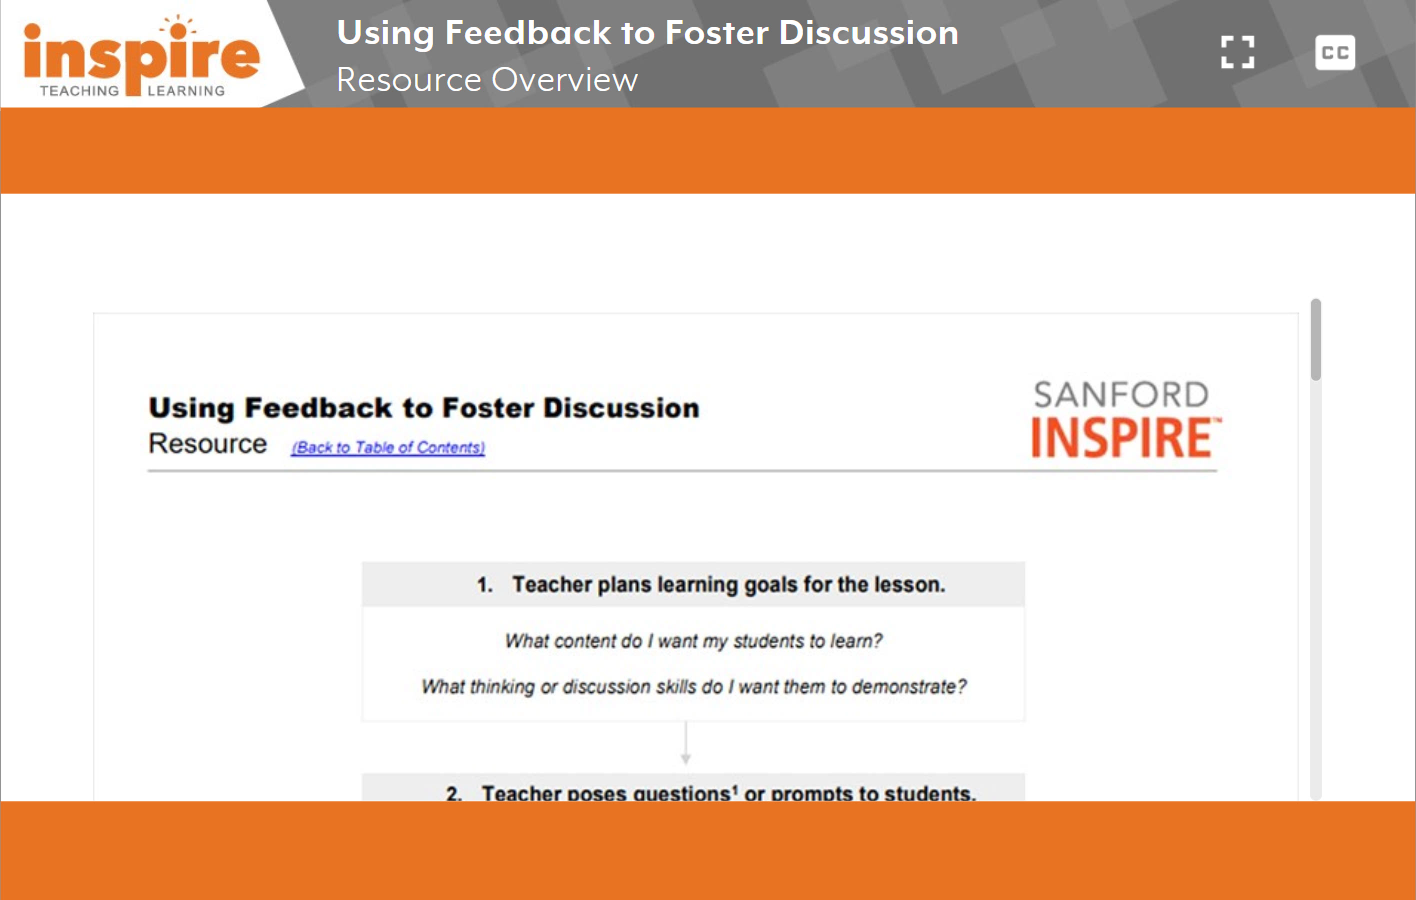 inspire
TEACHING LEARNING
Using Feedback to Foster Discussion
Resource Overview
CC
Using Feedback to Foster Discussion
Resource (Back to Table of Contents)
SANFORD
INSPIRE™
1. Teacher plans learning goals for the lesson.
What content do I want my students to learn?
What thinking or discussion skills do I want them to demonstrate?
2. Teacher poses questions¹ or prompts to students.